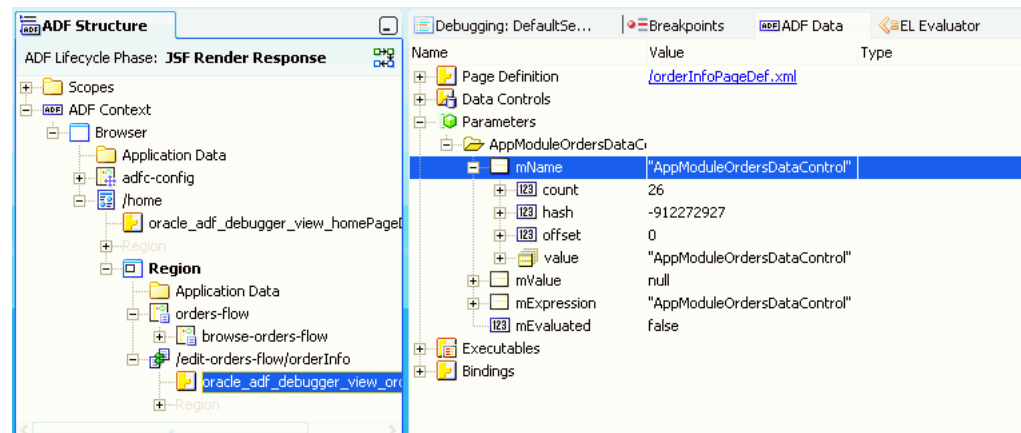 ADF Structure
ADF Lifecycle Phase: JSF Render Response
Scopes
ADF Context
Browser
Application Data
adfc-config
/home
oracle_adf_debugger_view_homePageD
Region
Region
Application Data
orders-flow
browse-orders-flow
/edit-orders-flow/orderInfo
oracle_adf_debugger_view_ord
Region
Debugging: DefaultSe... Breakpoints ADF Data EL Evaluator
Name Value Type
Page Definition /orderInfoPageDef.xml
Data Controls
Parameters
AppModuleOrdersDataCo
mName "AppModuleOrdersDataControl"
count 26
hash -912272927
offset 0
value "AppModuleOrdersDataControl"
mValue null
mExpression "AppModuleOrdersDataControl"
mEvaluated false
Executables
Bindings